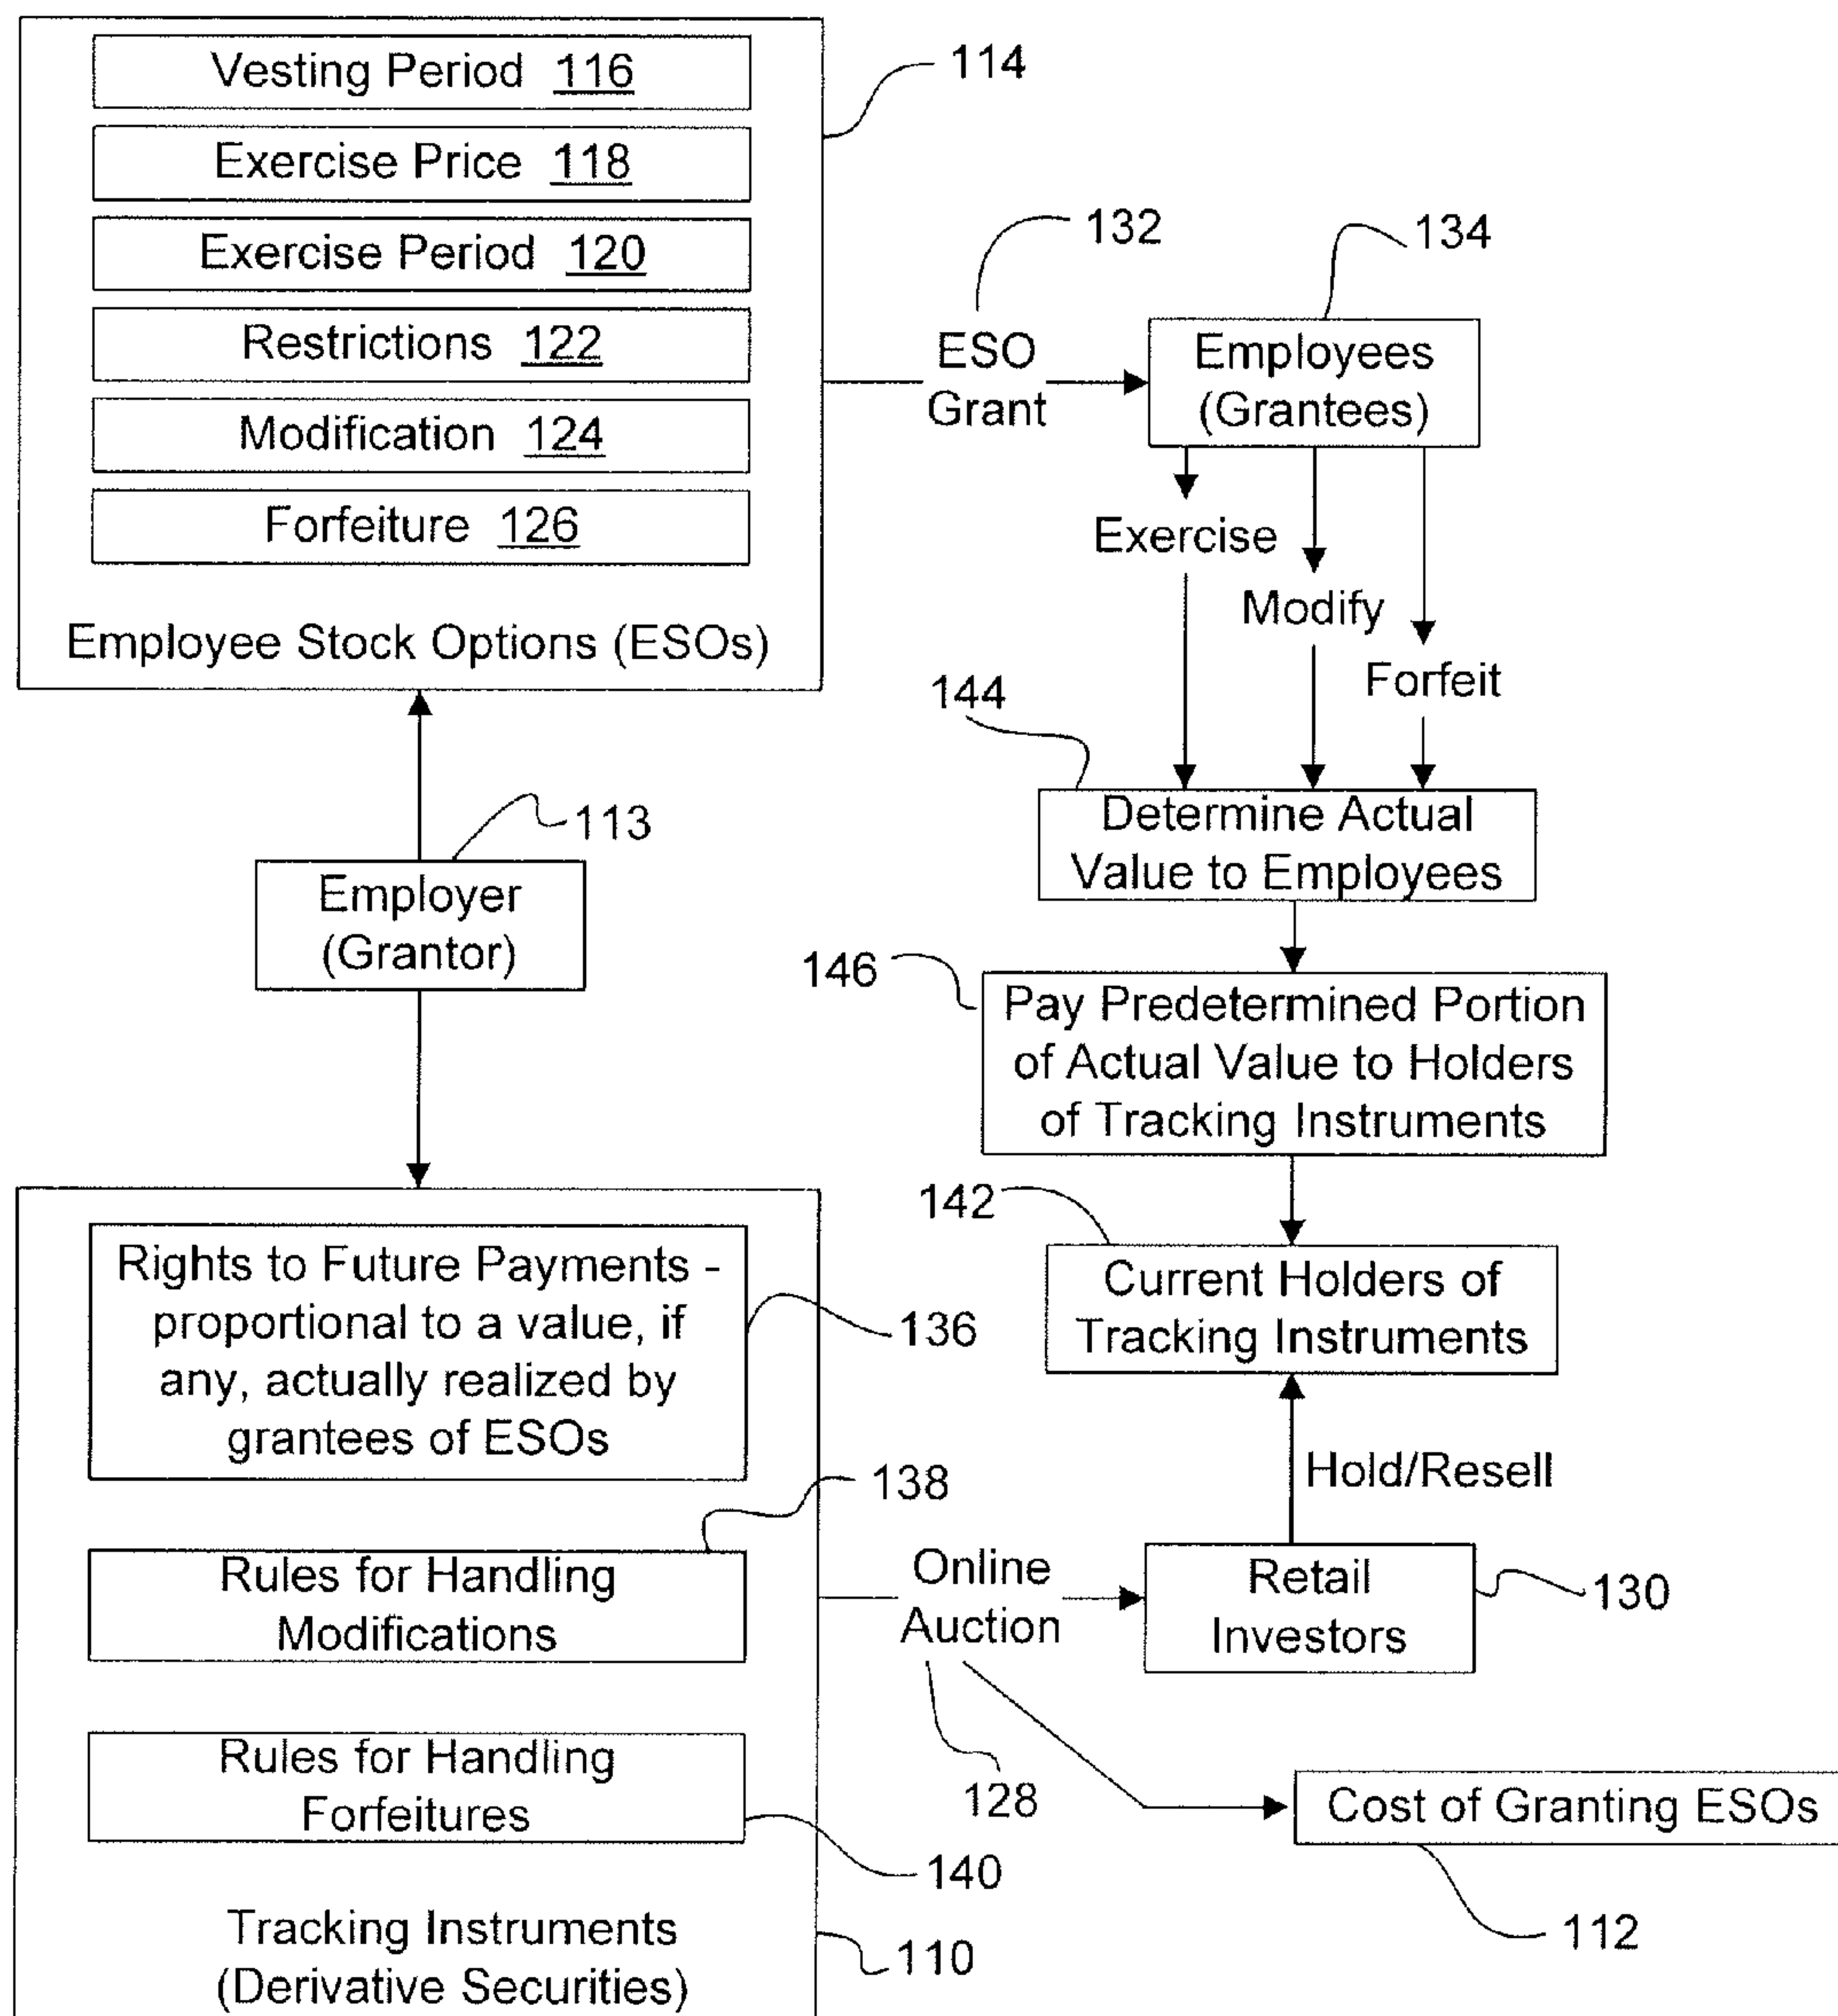 Vesting Period 116
Exercise Price 118
Exercise Period 120
Restrictions 122
Modification 124
Forfeiture 126
Employee Stock Options (ESOs)
114
132
ESO
Grant
134
Employees
(Grantees)
Exercise
Modify
Forfeit
144
Determine Actual
Value to Employees
113
Employer
(Grantor)
146
Pay Predetermined Portion
of Actual Value to Holders
of Tracking Instruments
142
Current Holders of
Tracking Instruments
Rights to Future Payments -
proportional to a value, if
any, actually realized by
grantees of ESOs
136
138
Rules for Handling
Modifications
Hold/Resell
Online
Auction
Retail
Investors
130
128
Rules for Handling
Forfeitures
140
Cost of Granting ESOs
112
Tracking Instruments
(Derivative Securities)
110